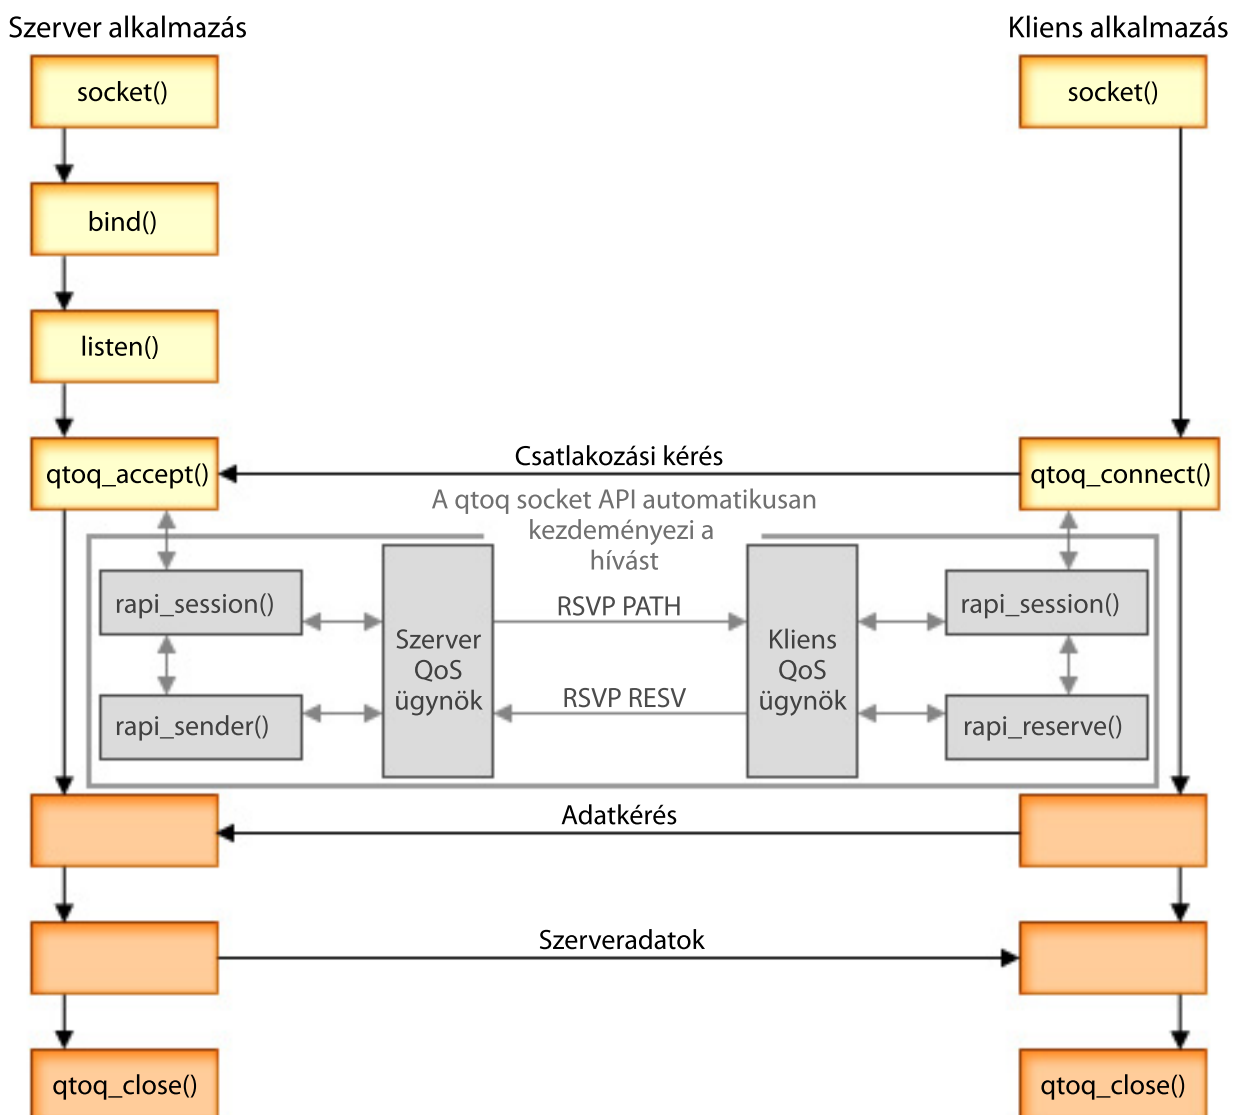 Szerver alkalmazás
Kliens alkalmazás
socket()
socket()
bind()
listen()
qtoq_accept()
Csatlakozási kérés
qtoq_connect()
A qtoq socket API automatikusan
kezdeményezi a
hívást
rapi_session()
RSVP PATH
rapi_session()
Szerver
QoS
ügynök
Kliens
QoS
ügynök
rapi_sender()
RSVP RESV
rapi_reserve()
Adatkérés
Szerveradatok
qtoq_close()
qtoq_close()